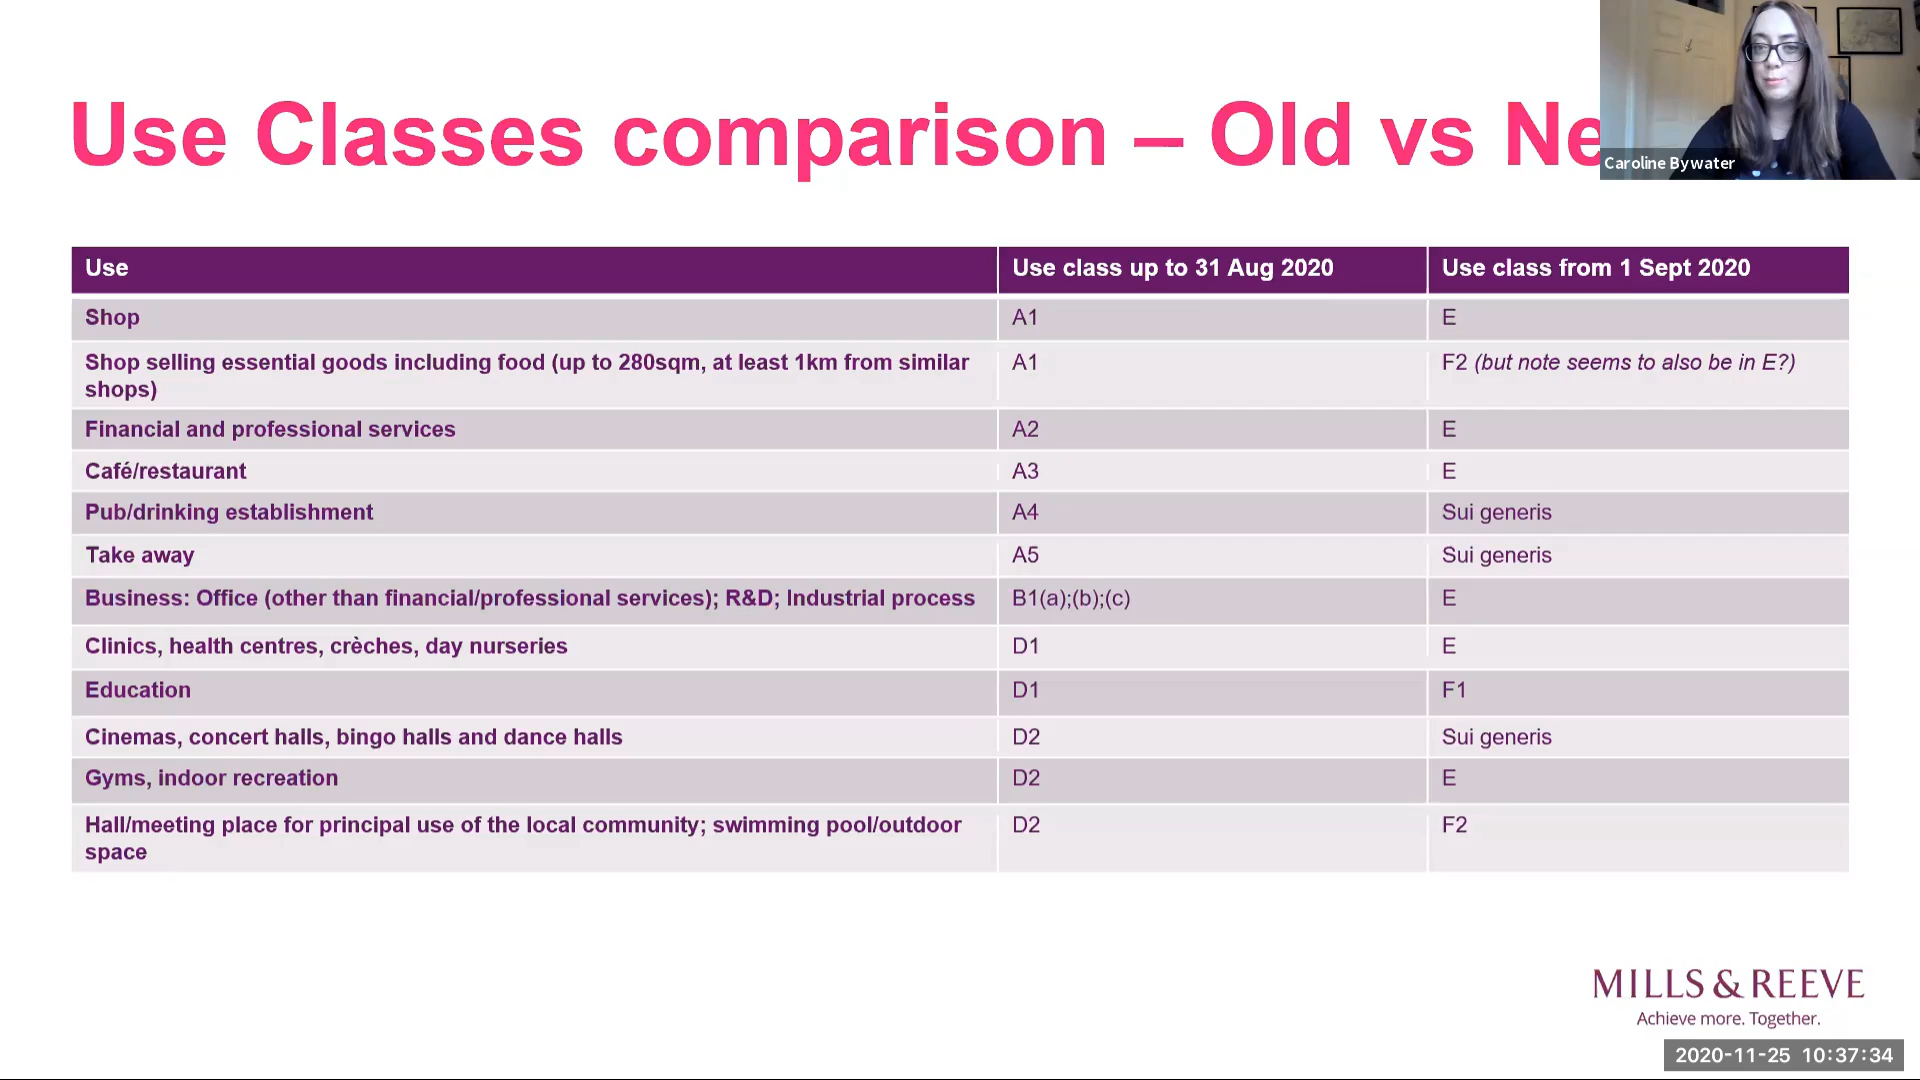 Use Classes comparison – Old vs Ne
Caroline Bywater
Use Use class up to 31 Aug 2020 Use class from 1 Sept 2020
Shop A1 E
Shop selling essential goods including food (up to 280sqm, at least 1km from similar A1 F2 (but note seems to also be in E?)
shops)
Financial and professional services A2 E
Café/restaurant A3 E
Pub/drinking establishment A4 Sui generis
Take away A5 Sui generis
Business: Office (other than financial/professional services); R&D; Industrial process B1(a);(b);(c) E
Clinics, health centres, crèches, day nurseries D1 E
Education D1 F1
Cinemas, concert halls, bingo halls and dance halls D2 Sui generis
Gyms, indoor recreation D2 E
Hall/meeting place for principal use of the local community; swimming pool/outdoor D2 F2
space
MILLS & REEVE
Achieve more. Together.
2020-11-25 10:37:34